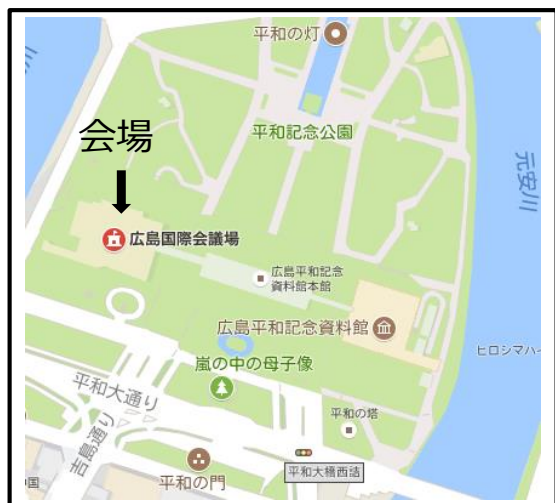 平和の灯
平和記念公園
会場
元安川
広島国際会議場
広島平和記念
資料館本館
広島平和記念資料館
ヒロシマハイ
嵐の中の母子像
平和大通り
平和の塔
吉島通り
平和大橋西詰
中国
平和の門